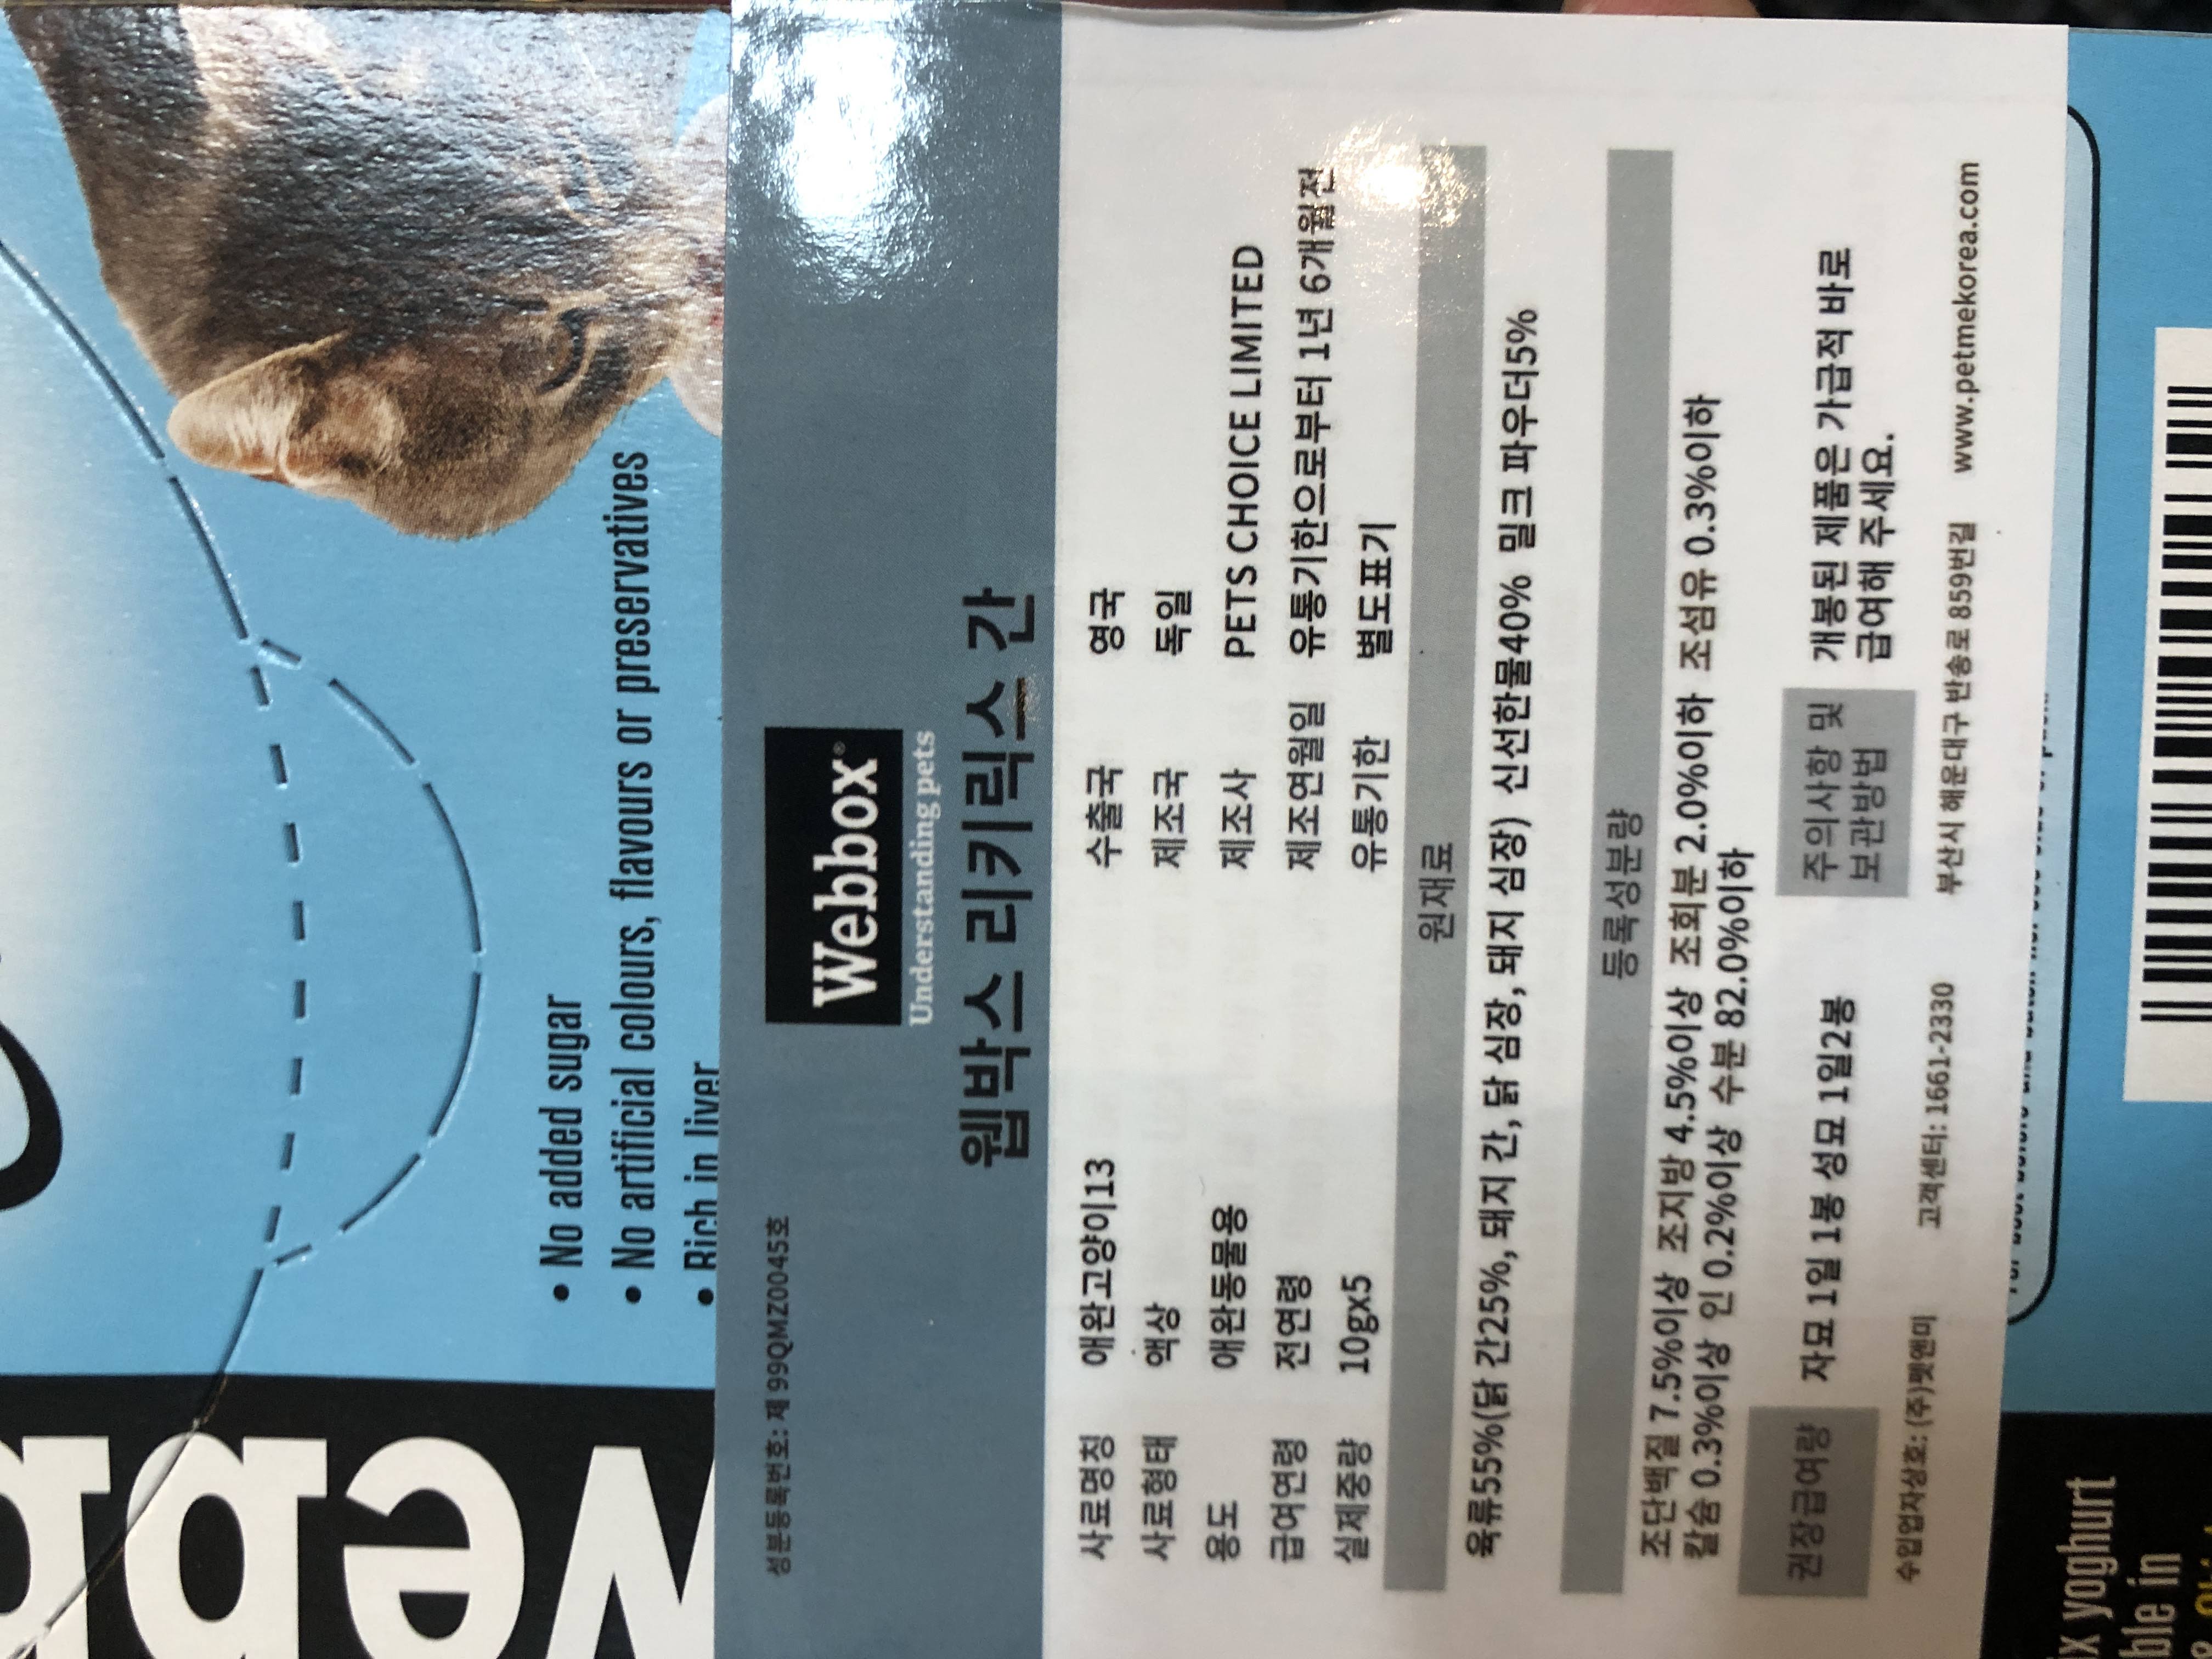 Webb
• No added sugar
• No artificial colours, flavours or preservatives
• Rich in liver
성분등록번호: 제 99QMZ0045호
Webbox®
Understanding pets
웹박스 리키릭스 간
사료명칭 애완고양이13 수출국 영국
사료형태 액상 제조국 독일
용도 애완동물용 제조사 PETS CHOICE LIMITED
급여연령 전연령 제조연월일 유통기한으로부터 1년 6개월전
실제중량 10gx5 유통기한 별도표기
원재료
육류55%(닭 간25%, 돼지 간, 닭 심장, 돼지 심장) 신선한물40% 밀크 파우더5%
등록성분량
조단백질 7.5%이상 조지방 4.5%이상 조회분 2.0%이하 조섬유 0.3%이하
칼슘 0.3%이상 인 0.2%이상 수분 82.0%이하
권장급여량 자묘 1일 1봉 성묘 1일2봉
주의사항 및
보관방법
개봉된 제품은 가급적 바로
급여해 주세요.
수입업자상호: (주)펫앤미 고객센터: 1661-2330 부산시 해운대구 반송로 859번길 www.petmekorea.com
ix yoghurt
ble in
&